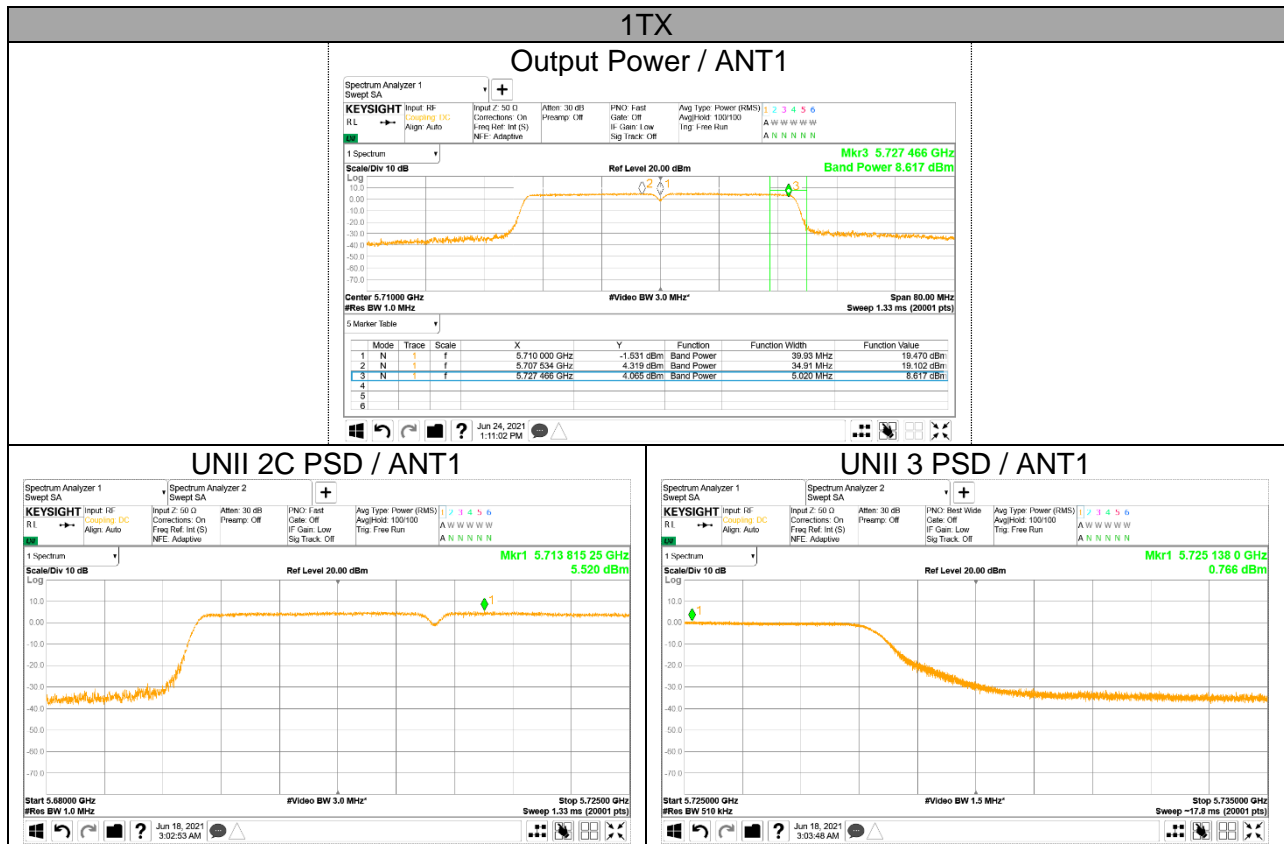 1TX
Output Power / ANT1
Spectrum Analyzer 1
Swept SA
+
KEYSIGHT Input: RF Input Z: 50 Ω Atten: 30 dB PNO: Fast Avg Type: Power (RMS) 1 2 3 4 5 6
R L Coupling: DC Corrections: On Preamp: Off Gate: Off Avg|Hold: 100/100 A W W W W W
Align: Auto Freq Ref: Int (S) IF Gain: Low Trig: Free Run
NFE: Adaptive Sig Track: Off A N N N N N
1 Spectrum
Mkr3 5.727 466 GHz
Scale/Div 10 dB Ref Level 20.00 dBm Band Power 8.617 dBm
Log
10.0
0.00
-10.0
-20.0
-30.0
-40.0
-50.0
-60.0
-70.0
2 1 3
Center 5.71000 GHz #Video BW 3.0 MHz* Span 80.00 MHz
#Res BW 1.0 MHz Sweep 1.33 ms (20001 pts)
5 Marker Table
Mode Trace Scale X Y Function Function Width Function Value
1 N 1 f 5.710 000 GHz -1.531 dBm Band Power 39.93 MHz 19.470 dBm
2 N 1 f 5.707 534 GHz 4.319 dBm Band Power 34.91 MHz 19.102 dBm
3 N 1 f 5.727 466 GHz 4.065 dBm Band Power 5.020 MHz 8.617 dBm
4
5
6
? Jun 24, 2021
1:11:02 PM
UNII 2C PSD / ANT1
Spectrum Analyzer 1 Spectrum Analyzer 2
Swept SA Swept SA
+
KEYSIGHT Input: RF Input Z: 50 Ω Atten: 30 dB PNO: Fast Avg Type: Power (RMS) 1 2 3 4 5 6
R L Coupling: DC Corrections: On Preamp: Off Gate: Off Avg|Hold: 100/100 A W W W W W
Align: Auto Freq Ref: Int (S) IF Gain: Low Trig: Free Run
NFE: Adaptive Sig Track: Off A N N N N N
1 Spectrum
Mkr1 5.713 815 25 GHz
Scale/Div 10 dB Ref Level 20.00 dBm 5.520 dBm
Log
1
10.0
0.00
-10.0
-20.0
-30.0
-40.0
-50.0
-60.0
-70.0
Start 5.68000 GHz #Video BW 3.0 MHz* Stop 5.72500 GHz
#Res BW 1.0 MHz Sweep 1.33 ms (20001 pts)
? Jun 18, 2021
3:02:53 AM
UNII 3 PSD / ANT1
Spectrum Analyzer 1 Spectrum Analyzer 2
Swept SA Swept SA
+
KEYSIGHT Input: RF Input Z: 50 Ω Atten: 30 dB PNO: Best Wide Avg Type: Power (RMS) 1 2 3 4 5 6
R L Coupling: DC Corrections: On Preamp: Off Gate: Off Avg|Hold: 100/100 A W W W W W
Align: Auto Freq Ref: Int (S) IF Gain: Low Trig: Free Run
NFE: Adaptive Sig Track: Off A N N N N N
1 Spectrum
Mkr1 5.725 138 0 GHz
Scale/Div 10 dB Ref Level 20.00 dBm 0.766 dBm
Log
10.0
1
0.00
-10.0
-20.0
-30.0
-40.0
-50.0
-60.0
-70.0
Start 5.725000 GHz #Video BW 1.5 MHz* Stop 5.735000 GHz
#Res BW 510 kHz Sweep ~17.8 ms (20001 pts)
? Jun 18, 2021
3:03:48 AM